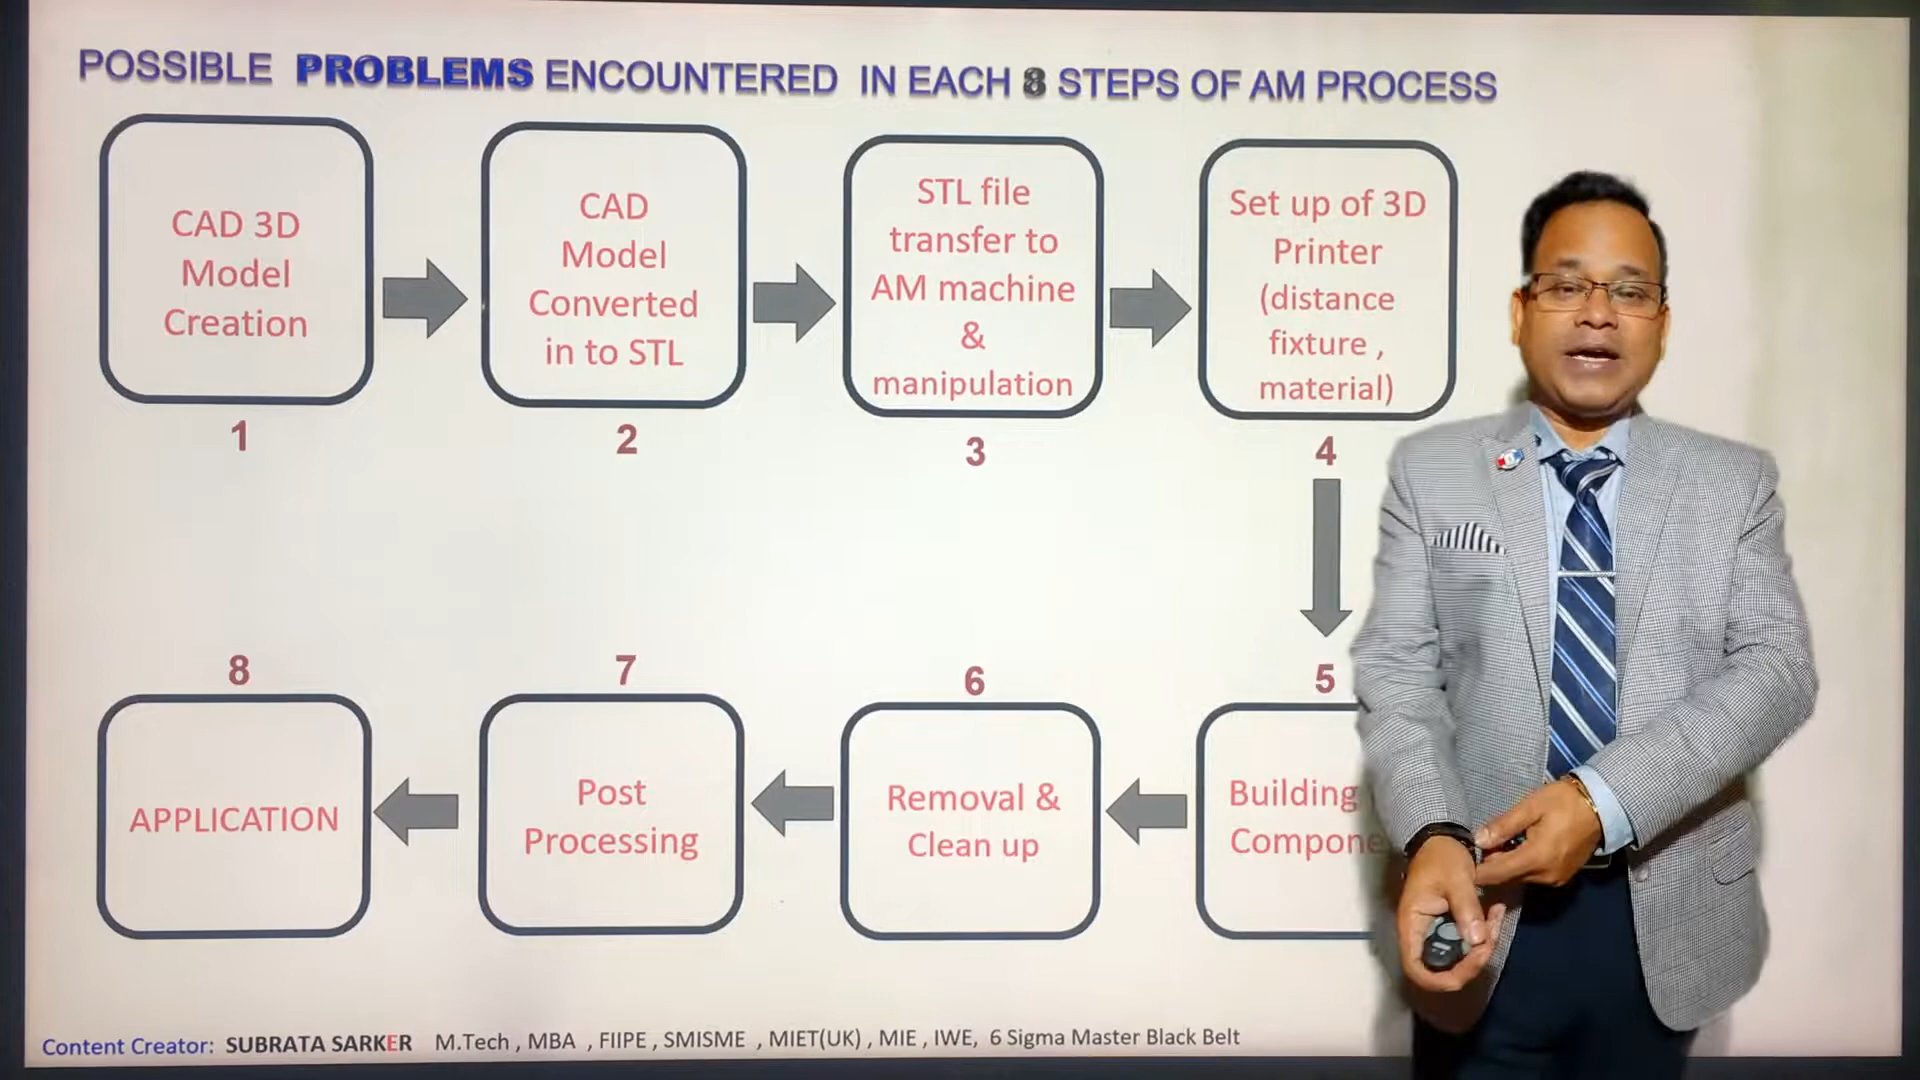 POSSIBLE PROBLEMS ENCOUNTERED IN EACH 8 STEPS OF AM PROCESS
CAD 3D
Model
Creation
1
CAD
Model
Converted
in to STL
2
STL file
transfer to
AM machine
&
manipulation
3
Set up of 3D
Printer
(distance
fixture ,
material)
4
8
APPLICATION
7
Post
Processing
6
Removal &
Clean up
5
Building
Content Creator: SUBRATA SARKER M.Tech , MBA , FIIPE , SMISME , MIET(UK) , MIE , IWE, 6 Sigma Master Black Belt